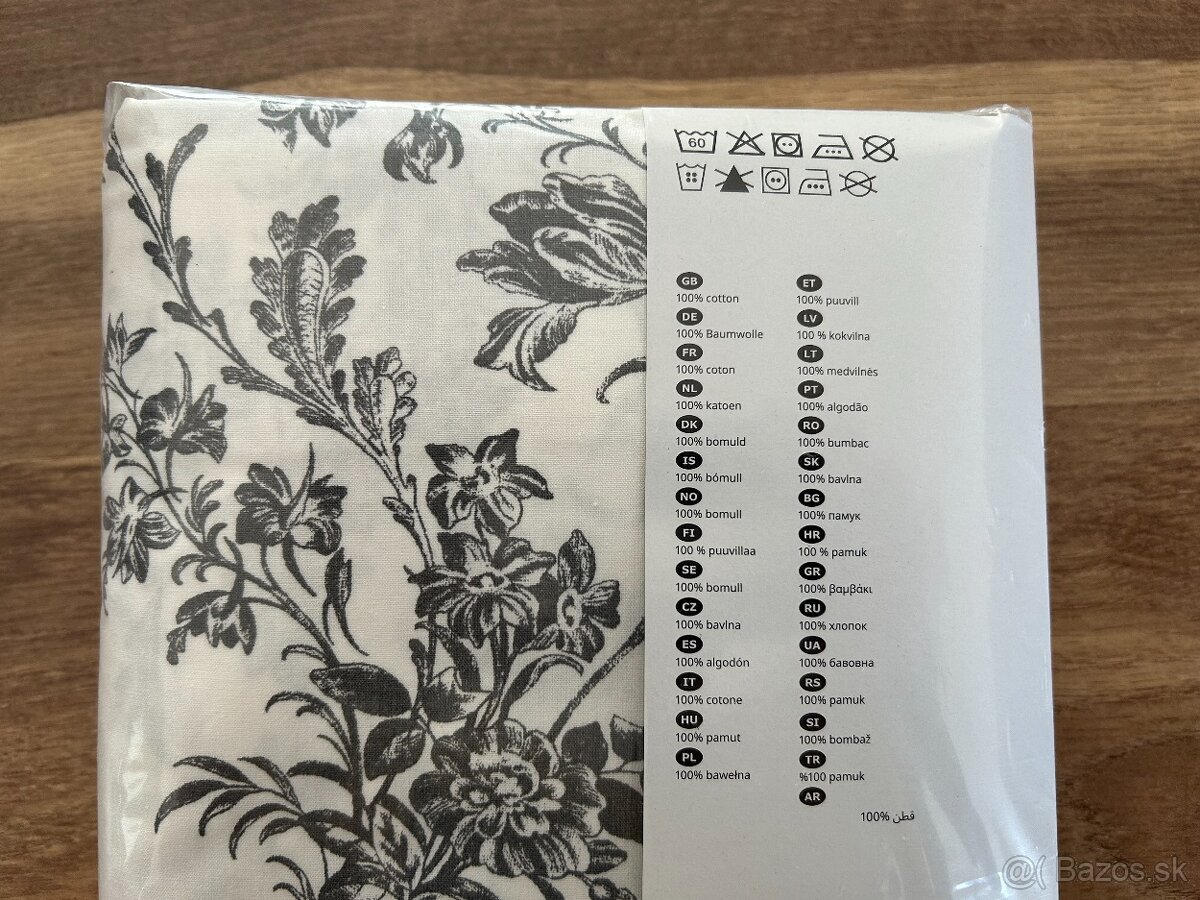 60
GB
100% cotton
DE
100% Baumwolle
FR
100% coton
NL
100% katoen
DK
100% bomuld
IS
100% bómull
NO
100% bomull
FI
100 % puuvillaa
SE
100% bomull
CZ
100% bavlna
ES
100% algodón
IT
100% cotone
HU
100% pamut
PL
100% bawełna
ET
100% puuvill
LV
100 % kokvilna
LT
100% medvilnės
PT
100% algodão
RO
100% bumbac
SK
100% bavlna
BG
100% памук
HR
100 % pamuk
GR
100% βαμβάκι
RU
100% хлопок
UA
100% бавовна
RS
100% pamuk
SI
100% bombaž
TR
%100 pamuk
AR
100% قطن
@( Bazos.sk